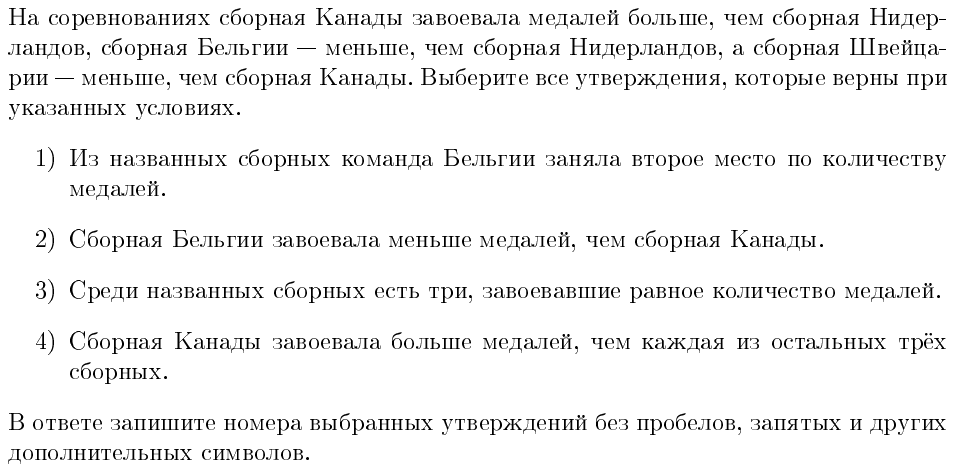 На соревнованиях сборная Канады завоевала медалей больше, чем сборная Нидер-
ландов, сборная Бельгии — меньше, чем сборная Нидерландов, а сборная Швейца-
рии — меньше, чем сборная Канады. Выберите все утверждения, которые верны при
указанных условиях.
1) Из названных сборных команда Бельгии заняла второе место по количеству
медалей.
2) Сборная Бельгии завоевала меньше медалей, чем сборная Канады.
3) Среди названных сборных есть три, завоевавшие равное количество медалей.
4) Сборная Канады завоевала больше медалей, чем каждая из остальных трёх
сборных.
В ответе запишите номера выбранных утверждений без пробелов, запятых и других
дополнительных символов.